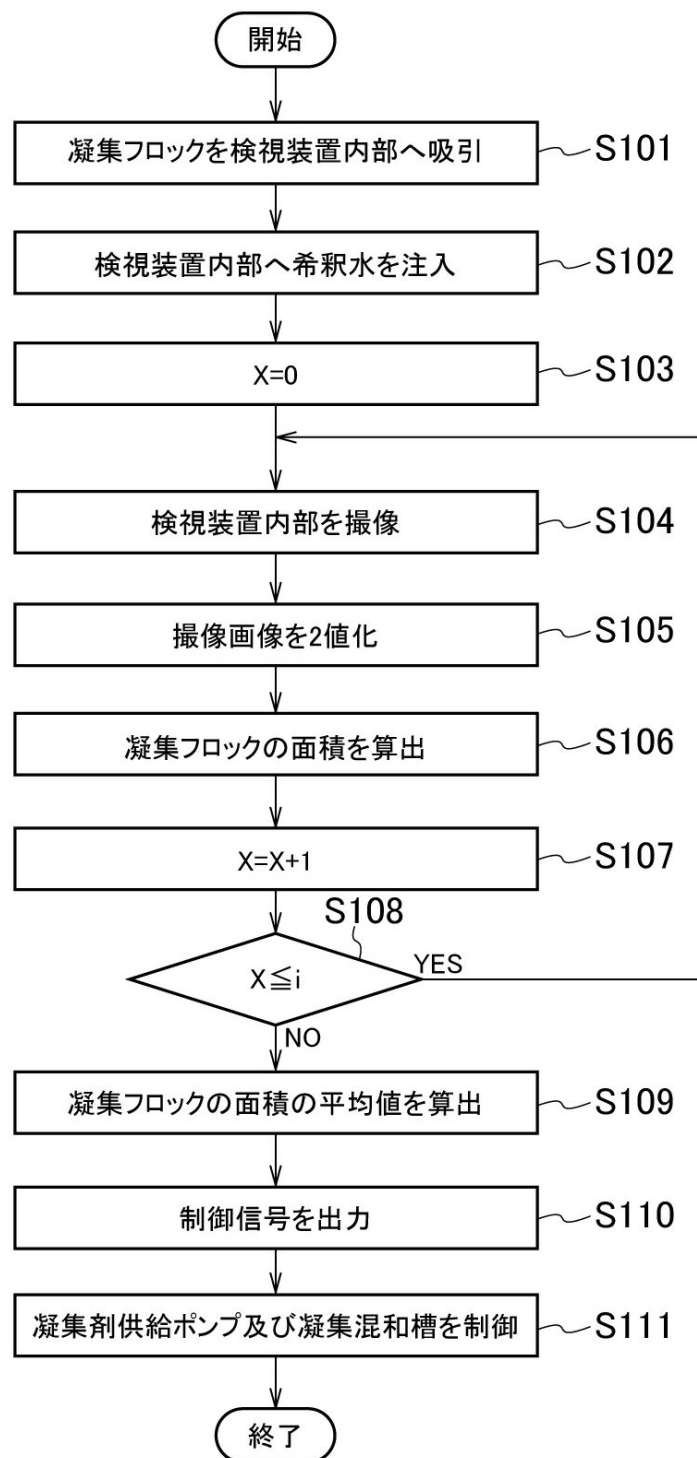 開始
凝集フロックを検視装置内部へ吸引
S101
検視装置内部へ希釈水を注入
S102
X=0
S103
検視装置内部を撮像
S104
撮像画像を2値化
S105
凝集フロックの面積を算出
S106
X=X+1
S107
S108
X≦i
YES
NO
凝集フロックの面積の平均値を算出
S109
制御信号を出力
S110
凝集剤供給ポンプ及び凝集混和槽を制御
S111
終了